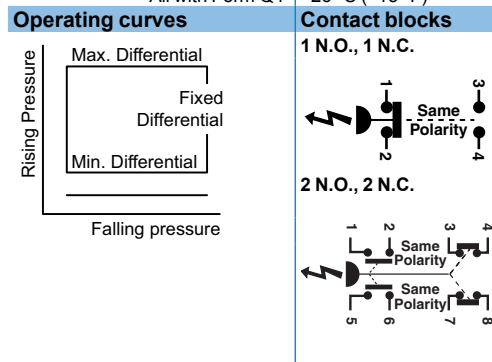 Operating curves
Rising Pressure
Max. Differential
Fixed
Differential
Min. Differential
Falling pressure
Contact blocks
1 N.O., 1 N.C.
1
3
Same
Polarity
2
4
2 N.O., 2 N.C.
1
2
3
4
Same
Polarity
Same
Polarity
5
6
7
8